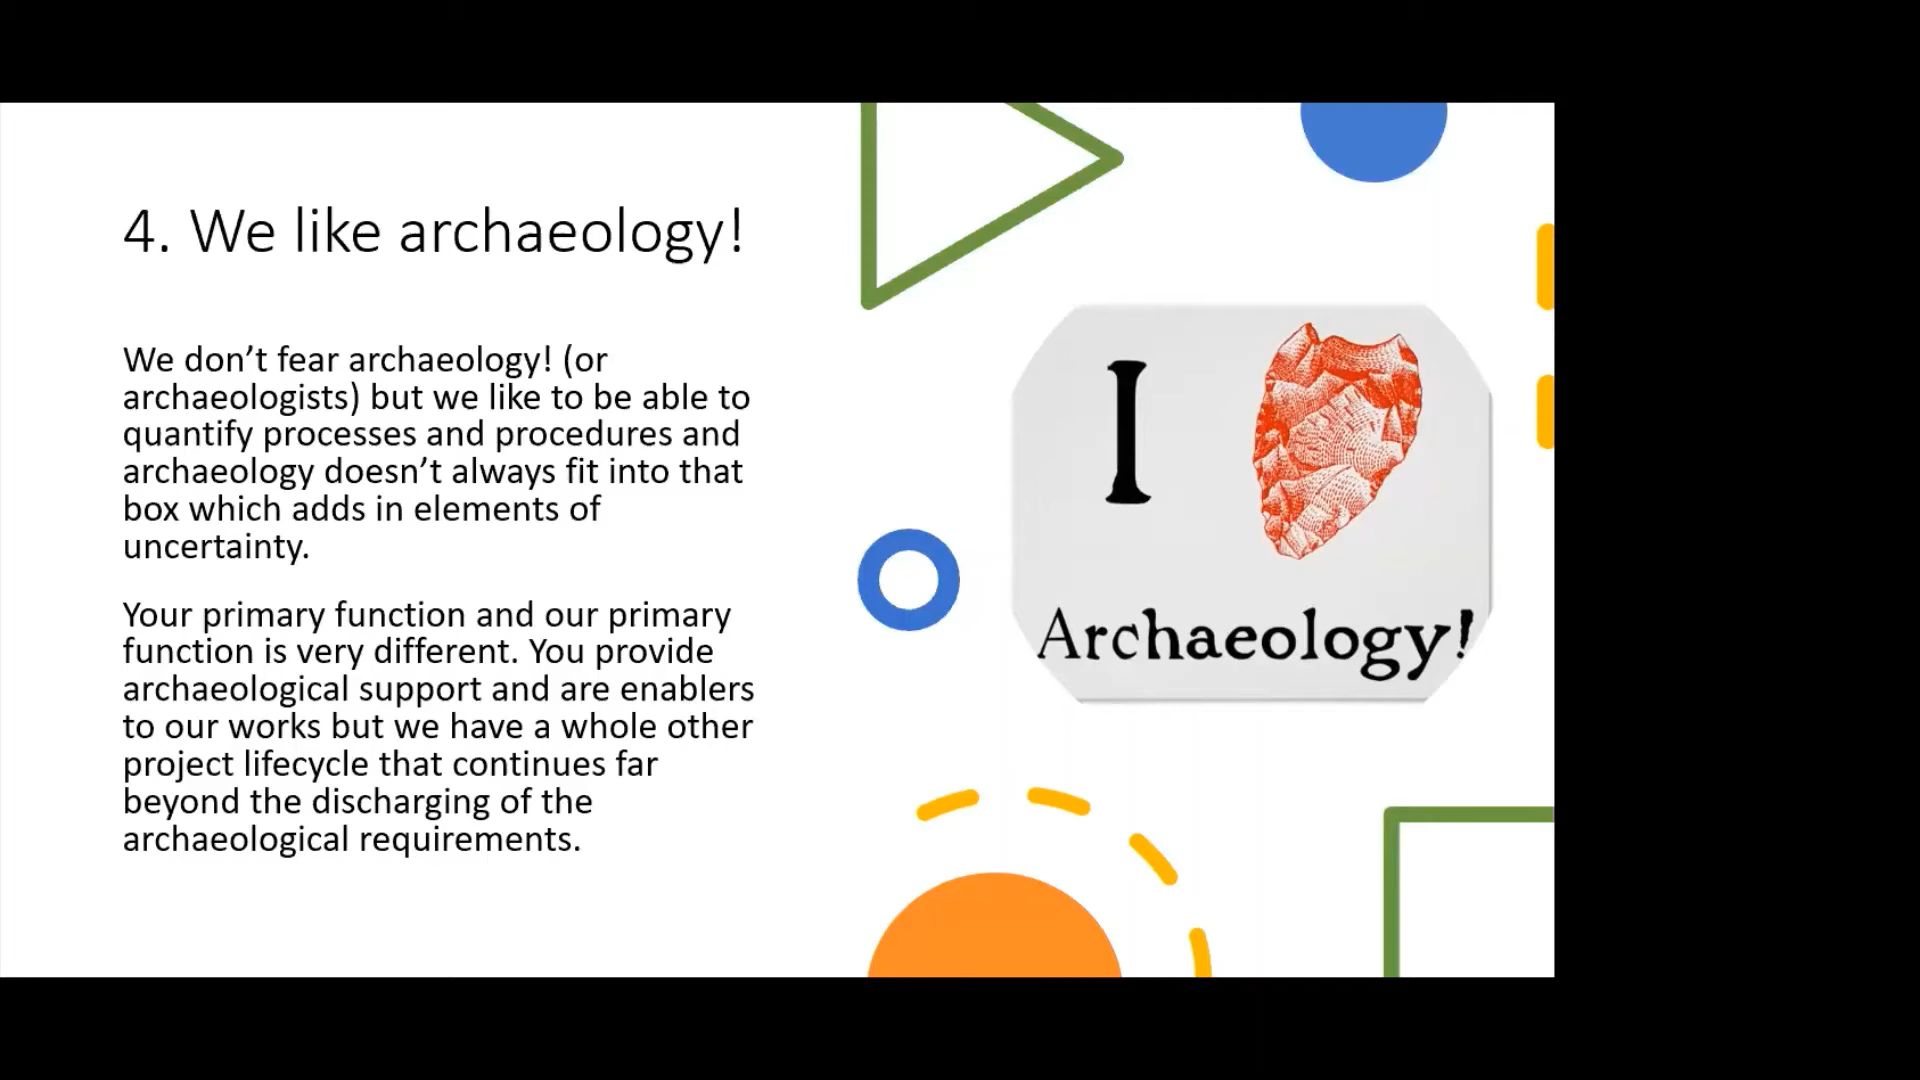 4. We like archaeology!
We don’t fear archaeology! (or
archaeologists) but we like to be able to
quantify processes and procedures and
archaeology doesn’t always fit into that
box which adds in elements of
uncertainty.
Your primary function and our primary
function is very different. You provide
archaeological support and are enablers
to our works but we have a whole other
project lifecycle that continues far
beyond the discharging of the
archaeological requirements.
I
Archaeology!